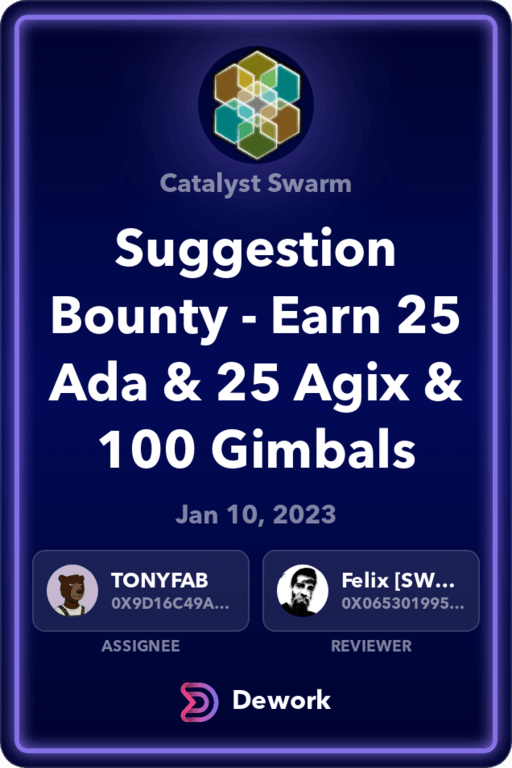 Catalyst Swarm
Suggestion
Bounty - Earn 25
Ada & 25 Agix &
100 Gimbals
Jan 10, 2023
TONYFAB
0X9D16C49A...
ASSIGNEE
Felix [SW...
0X065301995...
REVIEWER
Dework